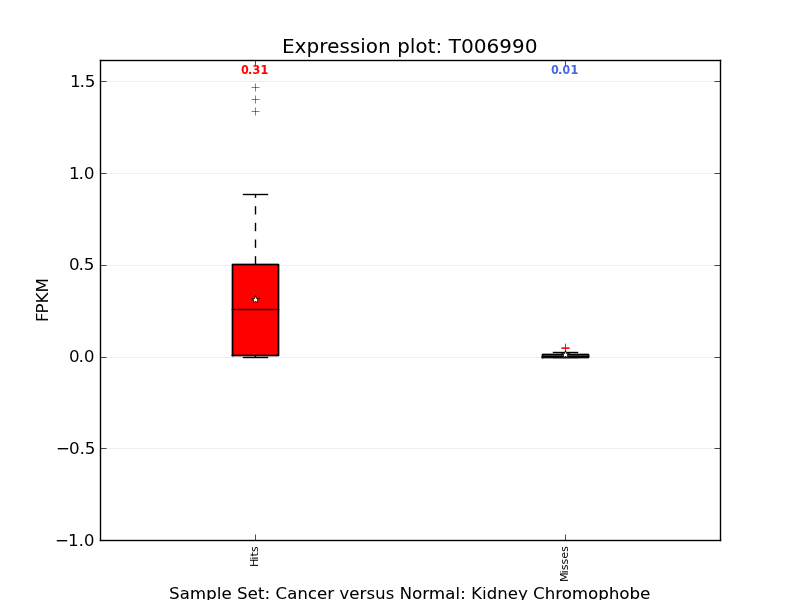 Expression plot: T006990
0.31
0.01
1.5
1.0
0.5
0.0
−0.5
−1.0
FPKM
Hits
Misses
Sample Set: Cancer versus Normal: Kidney Chromophobe